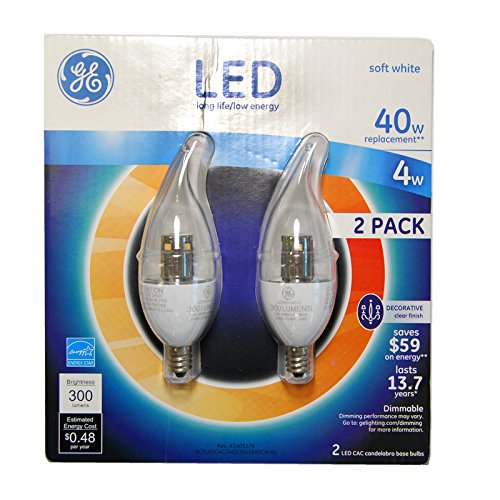 GE
LED
long life/low energy
soft white
40w
replacement**
4w
2 PACK
DECORATIVE
clear finish
saves
$59
on energy**
lasts
13.7
years*
Dimmable
Dimming performance may vary.
Go to: gelighting.com/dimming
for more information.
2 LED CAC candelabra base bulbs
ENERGY STAR
Brightness
300
lumens
Estimated
Energy Cost
$0.48
per year
CAUTION
300 LUMENS
GE
300 LUMENS